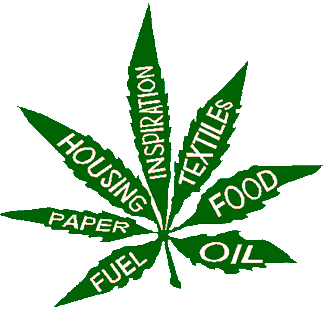 INSPIRATION
TEXTILES
HOUSING
FOOD
PAPER
OIL
FUEL